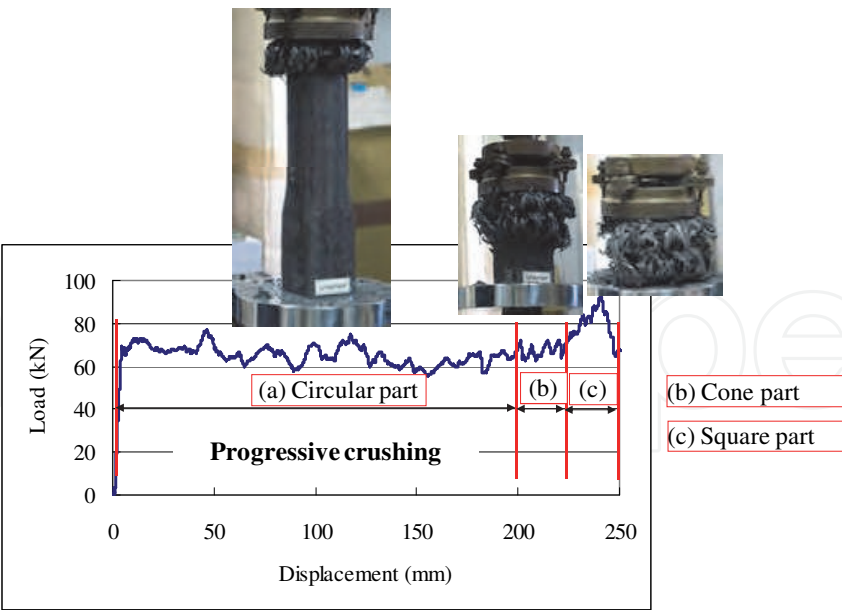 100
80
60
40
20
0
Load (kN)
(a) Circular part
(b)
(c)
Progressive crushing
0 50 100 150 200 250
Displacement (mm)
(b) Cone part
(c) Square part
pe